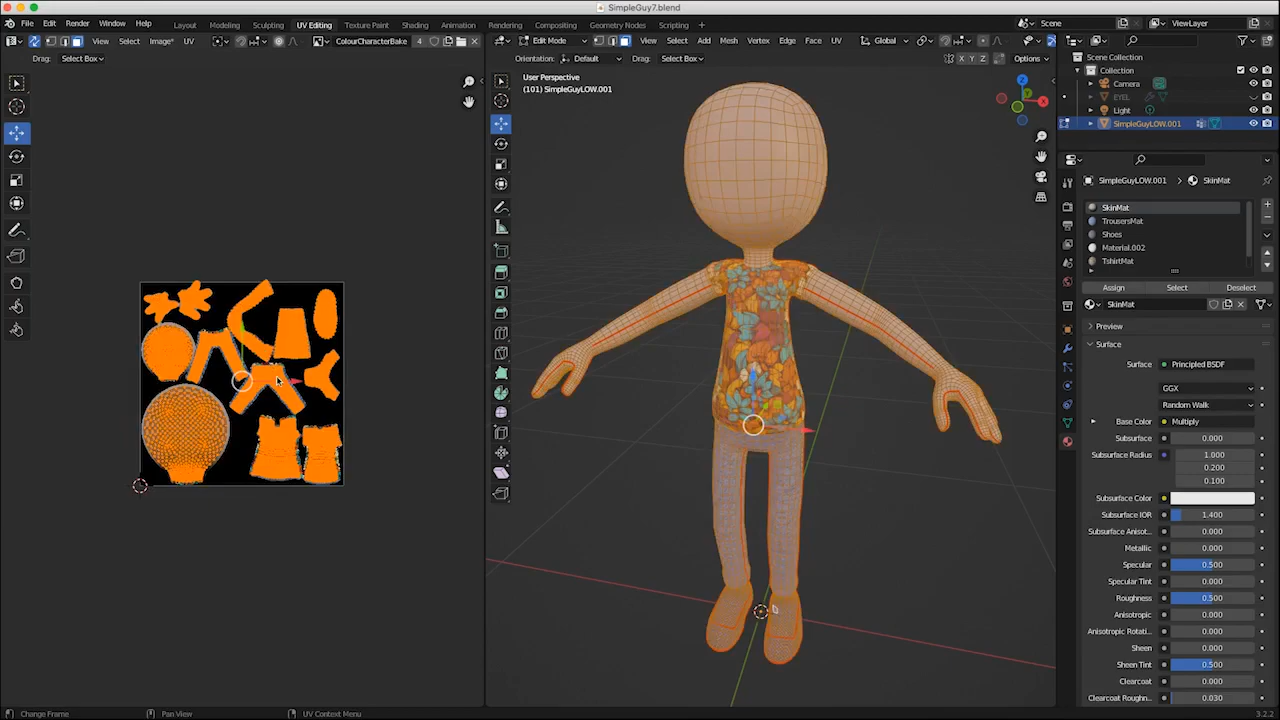 SimpleGuy7.blend
File Edit Render Window Help Layout Modeling Sculpting UV Editing Texture Paint Shading Animation Rendering Compositing Geometry Nodes Scripting + Scene ViewLayer
View Select Image* UV ColourCharacterBake 4
Edit Mode View Select Add Mesh Vertex Edge Face UV Global
Drag: Select Box
Orientation: Default Drag: Select Box X Y Z Options
User Perspective
(101) SimpleGuyLOW.001
Scene Collection
Collection
Camera
EYEL
Light
SimpleGuyLOW.001
SimpleGuyLOW.001 SkinMat
SkinMat
TrousersMat
Shoes
Material.002
TshirtMat
Assign Select Deselect
SkinMat
Preview
Surface
Surface Principled BSDF
GGX
Random Walk
Base Color Multiply
Subsurface 0.000
Subsurface Radius 1.000
0.200
0.100
Subsurface Color
Subsurface IOR 1.400
Subsurface Anisot... 0.000
Metallic 0.000
Specular 0.500
Specular Tint 0.000
Roughness 0.500
Anisotropic 0.000
Anisotropic Rotati... 0.000
Sheen 0.000
Sheen Tint 0.500
Clearcoat 0.000
Clearcoat Roughn... 0.030
Change Frame Pan View UV Context Menu 3.2.2